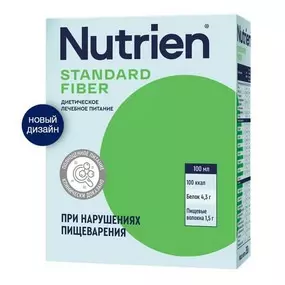 Nutrien®
STANDARD
FIBER
ДИЕТИЧЕСКОЕ
ЛЕЧЕБНОЕ ПИТАНИЕ
НОВЫЙ
ДИЗАЙН
100 мл
100 ккал
Белок 4,3 г
Пищевые
волокна 1,5 г
ПРИ НАРУШЕНИЯХ
ПИЩЕВАРЕНИЯ